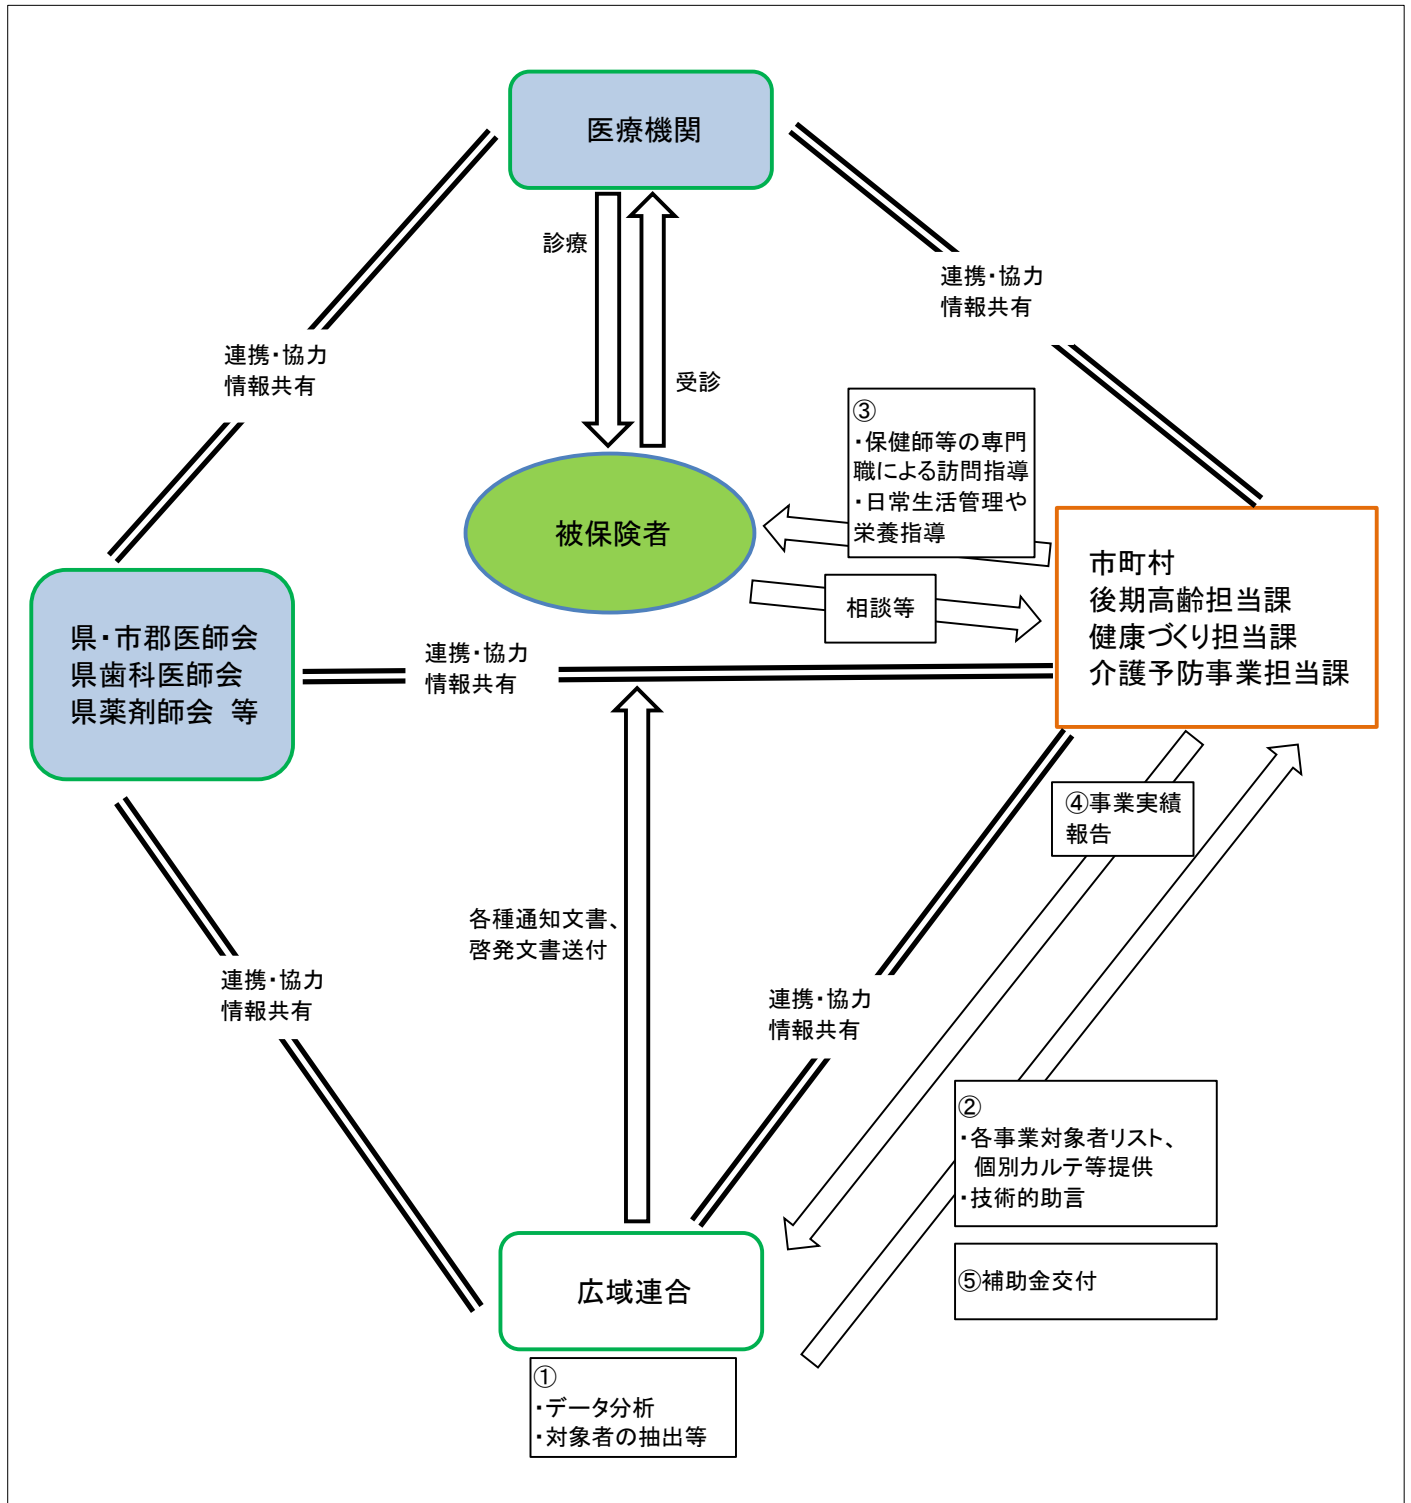 医療機関
診療
受診
連携・協力
情報共有
連携・協力
情報共有
③
・保健師等の専門
職による訪問指導
・日常生活管理や
栄養指導
被保険者
相談等
市町村
後期高齢担当課
健康づくり担当課
介護予防事業担当課
県・市郡医師会
県歯科医師会
県薬剤師会 等
連携・協力
情報共有
④事業実績
報告
各種通知文書、
啓発文書送付
連携・協力
情報共有
連携・協力
情報共有
②
・各事業対象者リスト、
個別カルテ等提供
・技術的助言
⑤補助金交付
広域連合
①
・データ分析
・対象者の抽出等